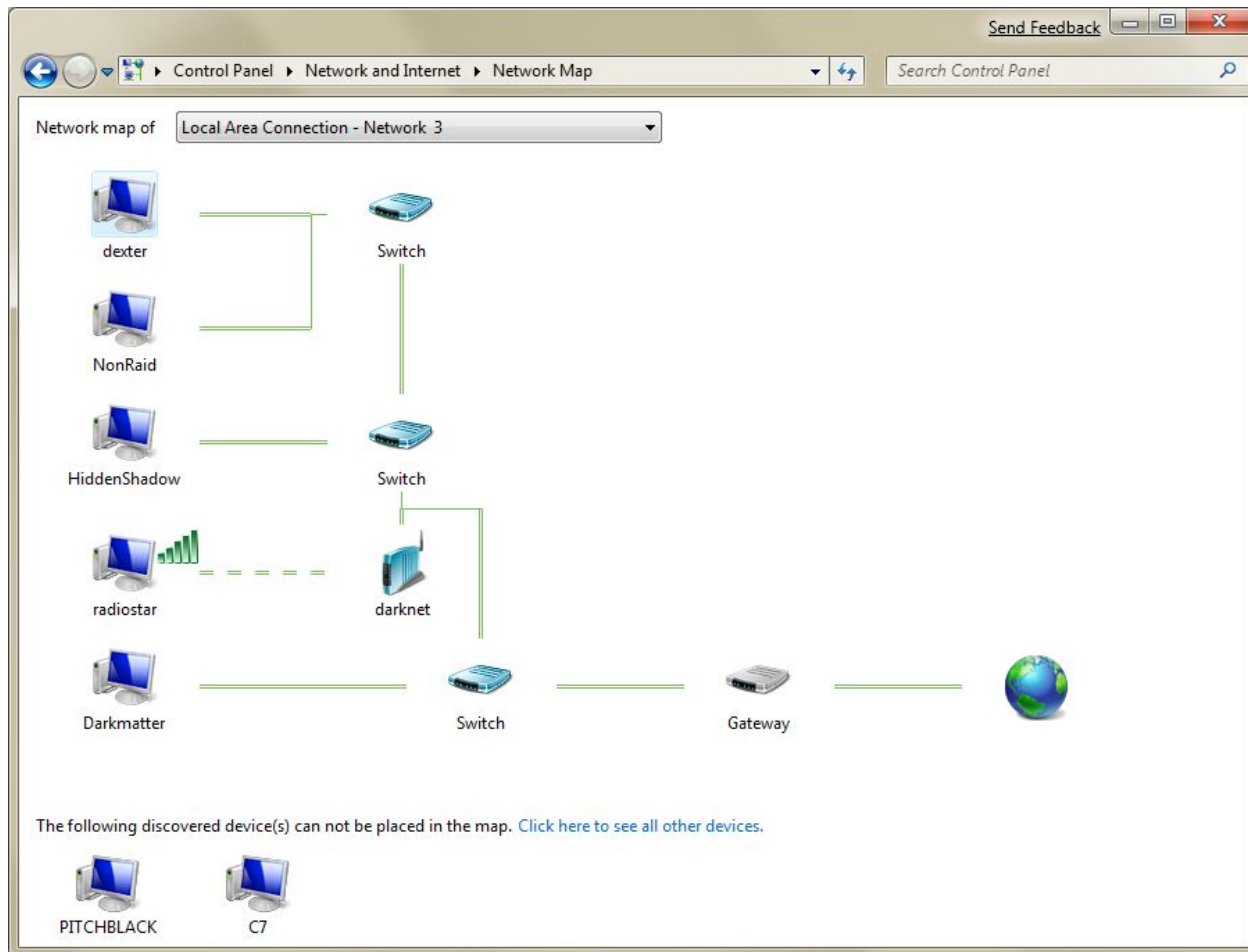 Send Feedback
Control Panel Network and Internet Network Map
Search Control Panel
Network map of Local Area Connection - Network 3
dexter
Switch
NonRaid
HiddenShadow
Switch
radiostar
darknet
Darkmatter
Switch
Gateway
The following discovered device(s) can not be placed in the map. Click here to see all other devices.
PITCHBLACK
C7